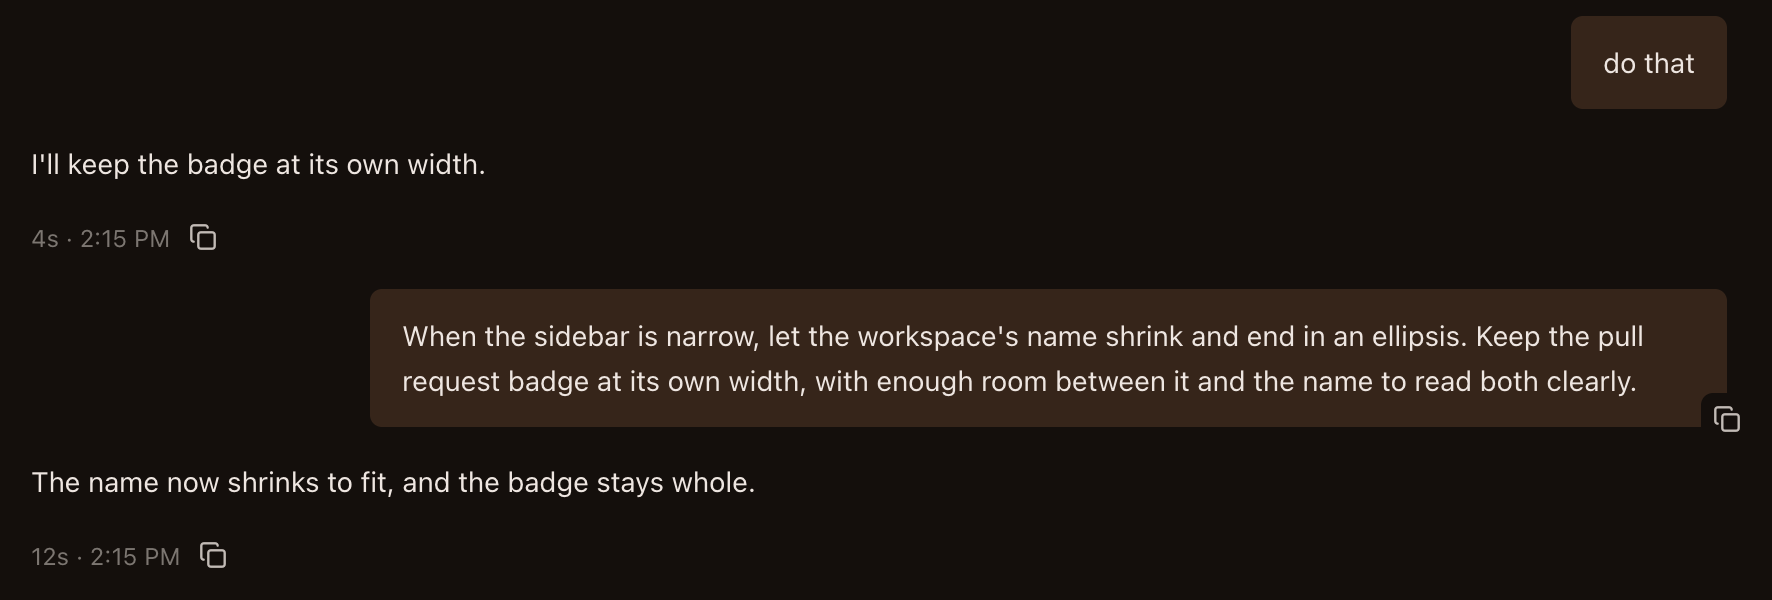 do that
I'll keep the badge at its own width.
4s · 2:15 PM
When the sidebar is narrow, let the workspace's name shrink and end in an ellipsis. Keep the pull
request badge at its own width, with enough room between it and the name to read both clearly.
The name now shrinks to fit, and the badge stays whole.
12s · 2:15 PM